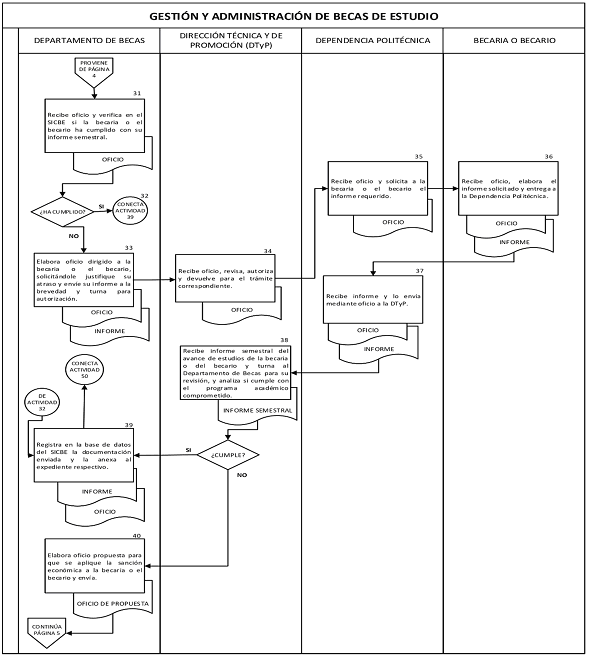 GESTIÓN Y ADMINISTRACIÓN DE BECAS DE ESTUDIO
DEPARTAMENTO DE BECAS
DIRECCIÓN TÉCNICA Y DE
PROMOCIÓN (DTyP)
DEPENDENCIA POLITÉCNICA
BECARIA O BECARIO
PROVIENE
DE PÁGINA
4
31
Recibe oficio y verifica en el
SICBE si la becaria o el
becario ha cumplido con su
informe semestral.
OFICIO
¿HA CUMPLIDO?
SI
32
CONECTA
ACTIVIDAD
39
NO
33
Elabora oficio dirigido a la
becaria o el becario,
solicitándole justifique su
atraso y envíe su informe a la
brevedad y turna para
autorización.
OFICIO
INFORME
34
Recibe oficio, revisa, autoriza
y devuelve para el trámite
correspondiente.
OFICIO
35
Recibe oficio y solicita a la
becaria o el becario el
informe requerido.
OFICIO
36
Recibe oficio, elabora el
informe solicitado y entrega a
la Dependencia Politécnica.
OFICIO
INFORME
37
Recibe informe y lo envía
mediante oficio a la DTyP.
OFICIO
INFORME
38
Recibe informe semestral del
avance de estudios de la becaria
o del becario y turna al
Departamento de Becas para su
revisión, y analiza si cumple con
el programa académico
comprometido.
INFORME SEMESTRAL
¿CUMPLE?
SI
NO
CONECTA
ACTIVIDAD
50
DE
ACTIVIDAD
32
39
Registra en la base de datos
del SICBE la documentación
enviada y la anexa al
expediente respectivo.
INFORME
OFICIO
40
Elabora oficio propuesta para
que se aplique la sanción
económica a la becaria o el
becario y envía.
OFICIO DE PROPUESTA
CONTINÚA
PÁGINA 5